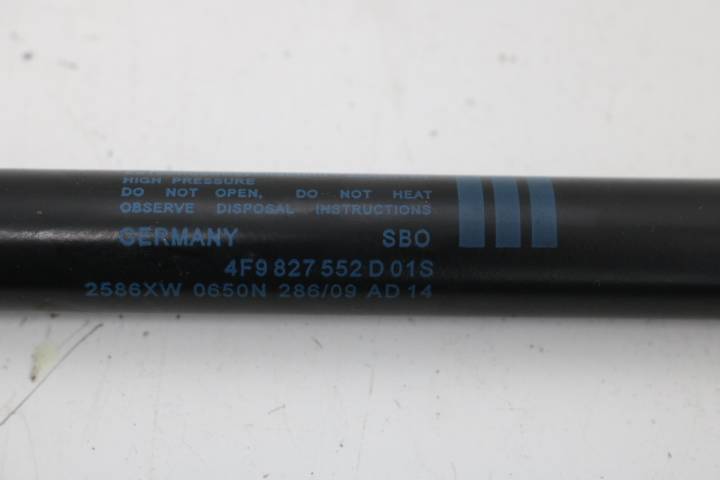 HIGH PRESSURE
DO NOT OPEN, DO NOT HEAT
OBSERVE DISPOSAL INSTRUCTIONS
GERMANY SBO
4F9 827 552 D 01S
2586XW 0650N 286/09 AD 14